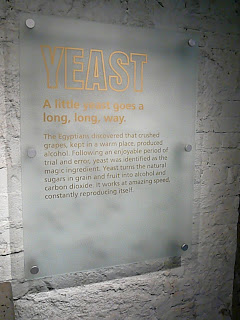 YEAST
A little yeast goes a
long, long, way.
The Egyptians discovered that crushed
grapes, kept in a warm place, produced
alcohol. Following an enjoyable period of
trial and error, yeast was identified as the
magic ingredient. Yeast turns the natural
sugars in grain and fruit into alcohol and
carbon dioxide. It works at amazing speed,
constantly reproducing itself.